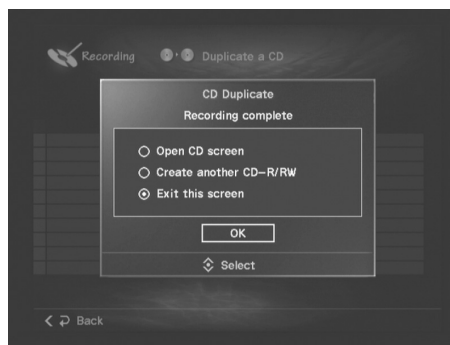 Recording Duplicate a CD
CD Duplicate
Recording complete
Open CD screen
Create another CD-R/RW
Exit this screen
OK
Select
Back